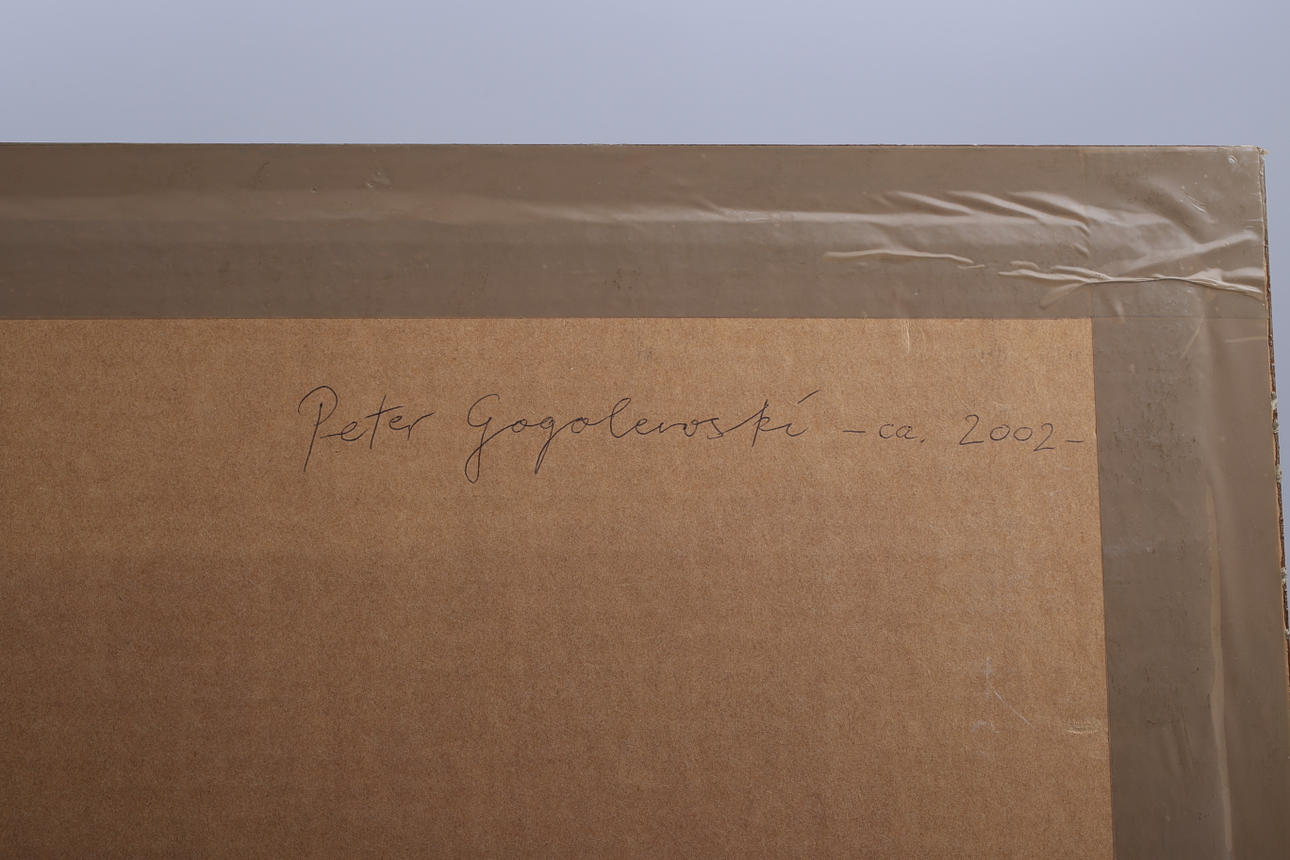 Peter Gogolewski – ca. 2002 –